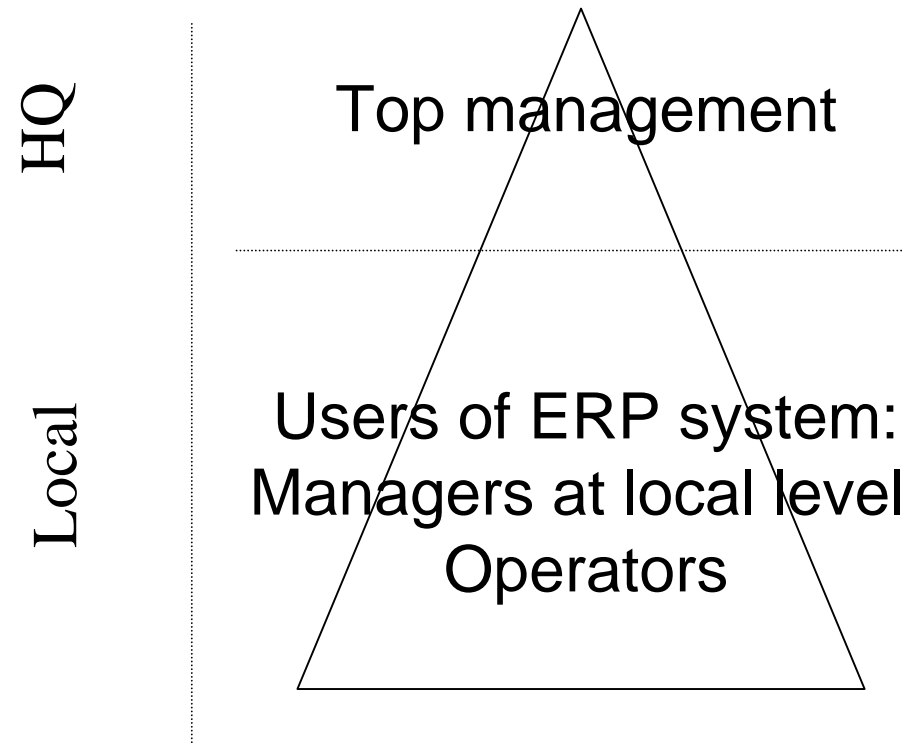 HQ
Top management
Local
Users of ERP system:
Managers at local level
Operators